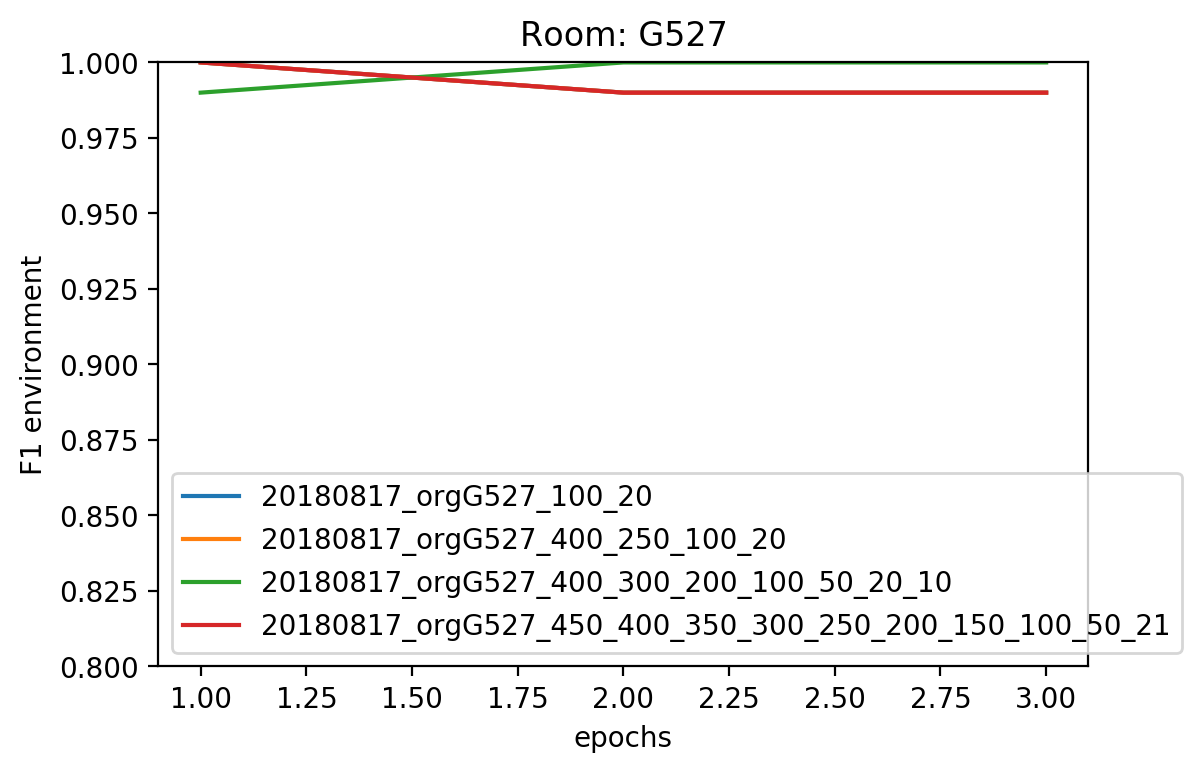 Room: G527
1.000
0.975
0.950
0.925
0.900
0.875
0.850
0.825
0.800
F1 environment
20180817_orgG527_100_20
20180817_orgG527_400_250_100_20
20180817_orgG527_400_300_200_100_50_20_10
20180817_orgG527_450_400_350_300_250_200_150_100_50_21
1.00 1.25 1.50 1.75 2.00 2.25 2.50 2.75 3.00
epochs